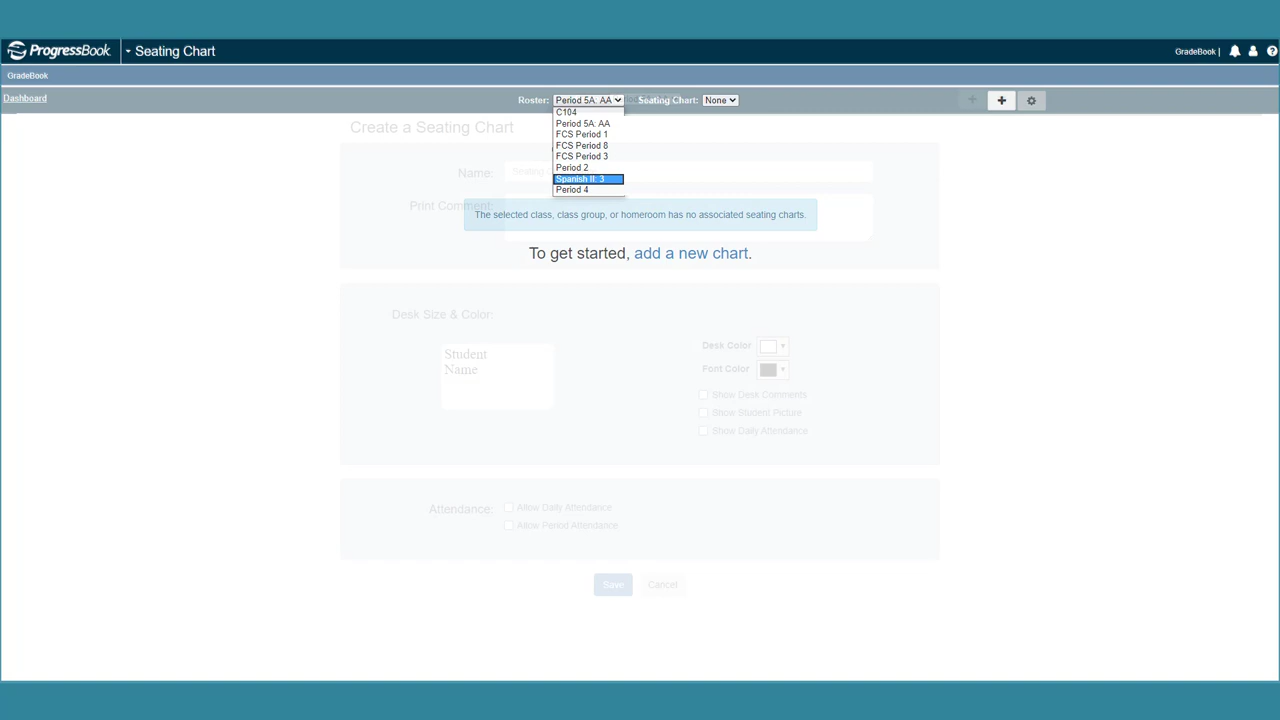 ProgressBook
Seating Chart
GradeBook |
GradeBook
Dashboard
Roster: Period 5A: AA
Seating Chart: None
C104
Period 5A: AA
FCS Period 1
FCS Period 8
FCS Period 3
Period 2
Spanish II: 3
Period 4
Create a Seating Chart
Name: Seating
Print Comment:
The selected class, class group, or homeroom has no associated seating charts.
To get started, add a new chart.
Desk Size & Color:
Student
Name
Desk Color
Font Color
Show Desk Comments
Show Student Picture
Show Daily Attendance
Attendance: Allow Daily Attendance
Allow Period Attendance
Save Cancel